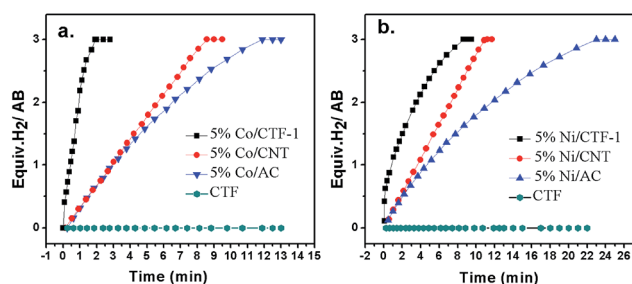 a.
Equiv.H2/ AB
3
2
1
0
5% Co/CTF-1
5% Co/CNT
5% Co/AC
CTF
-1 0 1 2 3 4 5 6 7 8 9 10 11 12 13 14 15
Time (min)
b.
Equiv.H2/ AB
3
2
1
0
5% Ni/CTF-1
5% Ni/CNT
5% Ni/AC
CTF
-2 0 2 4 6 8 10 12 14 16 18 20 22 24 26
Time (min)